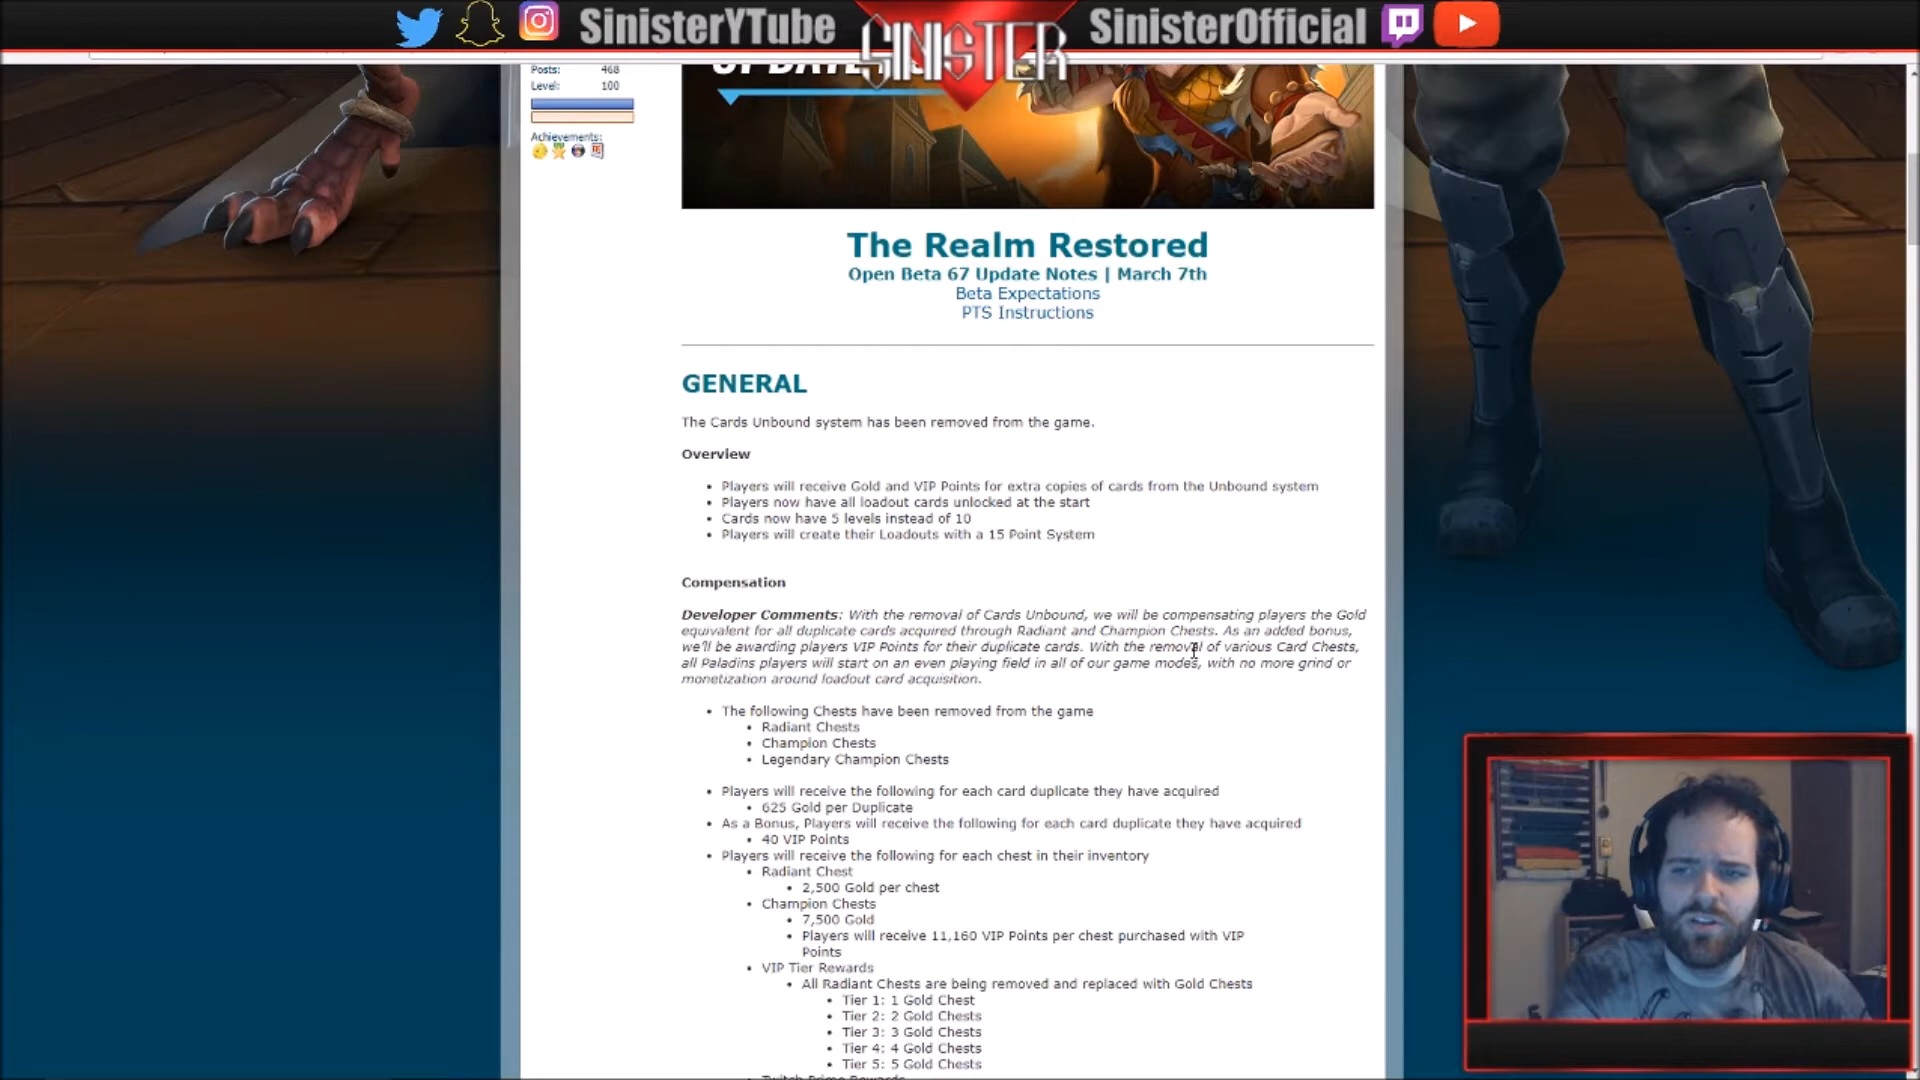 SinisterYTube
SINISTER
SinisterOfficial
Posts: 468
Level: 100
Achievements:
The Realm Restored
Open Beta 67 Update Notes | March 7th
Beta Expectations
PTS Instructions
GENERAL
The Cards Unbound system has been removed from the game.
Overview
• Players will receive Gold and VIP Points for extra copies of cards from the Unbound system
• Players now have all loadout cards unlocked at the start
• Cards now have 5 levels instead of 10
• Players will create their Loadouts with a 15 Point System
Compensation
Developer Comments: With the removal of Cards Unbound, we will be compensating players the Gold
equivalent for all duplicate cards acquired through Radiant and Champion Chests. As an added bonus,
we'll be awarding players VIP Points for their duplicate cards. With the removal of various Card Chests,
all Paladins players will start on an even playing field in all of our game modes, with no more grind or
monetization around loadout card acquisition.
• The following Chests have been removed from the game
• Radiant Chests
• Champion Chests
• Legendary Champion Chests
• Players will receive the following for each card duplicate they have acquired
• 625 Gold per Duplicate
• As a Bonus, Players will receive the following for each card duplicate they have acquired
• 40 VIP Points
• Players will receive the following for each chest in their inventory
• Radiant Chest
• 2,500 Gold per chest
• Champion Chests
• 7,500 Gold
• Players will receive 11,160 VIP Points per chest purchased with VIP
Points
• VIP Tier Rewards
• All Radiant Chests are being removed and replaced with Gold Chests
• Tier 1: 1 Gold Chest
• Tier 2: 2 Gold Chests
• Tier 3: 3 Gold Chests
• Tier 4: 4 Gold Chests
• Tier 5: 5 Gold Chests